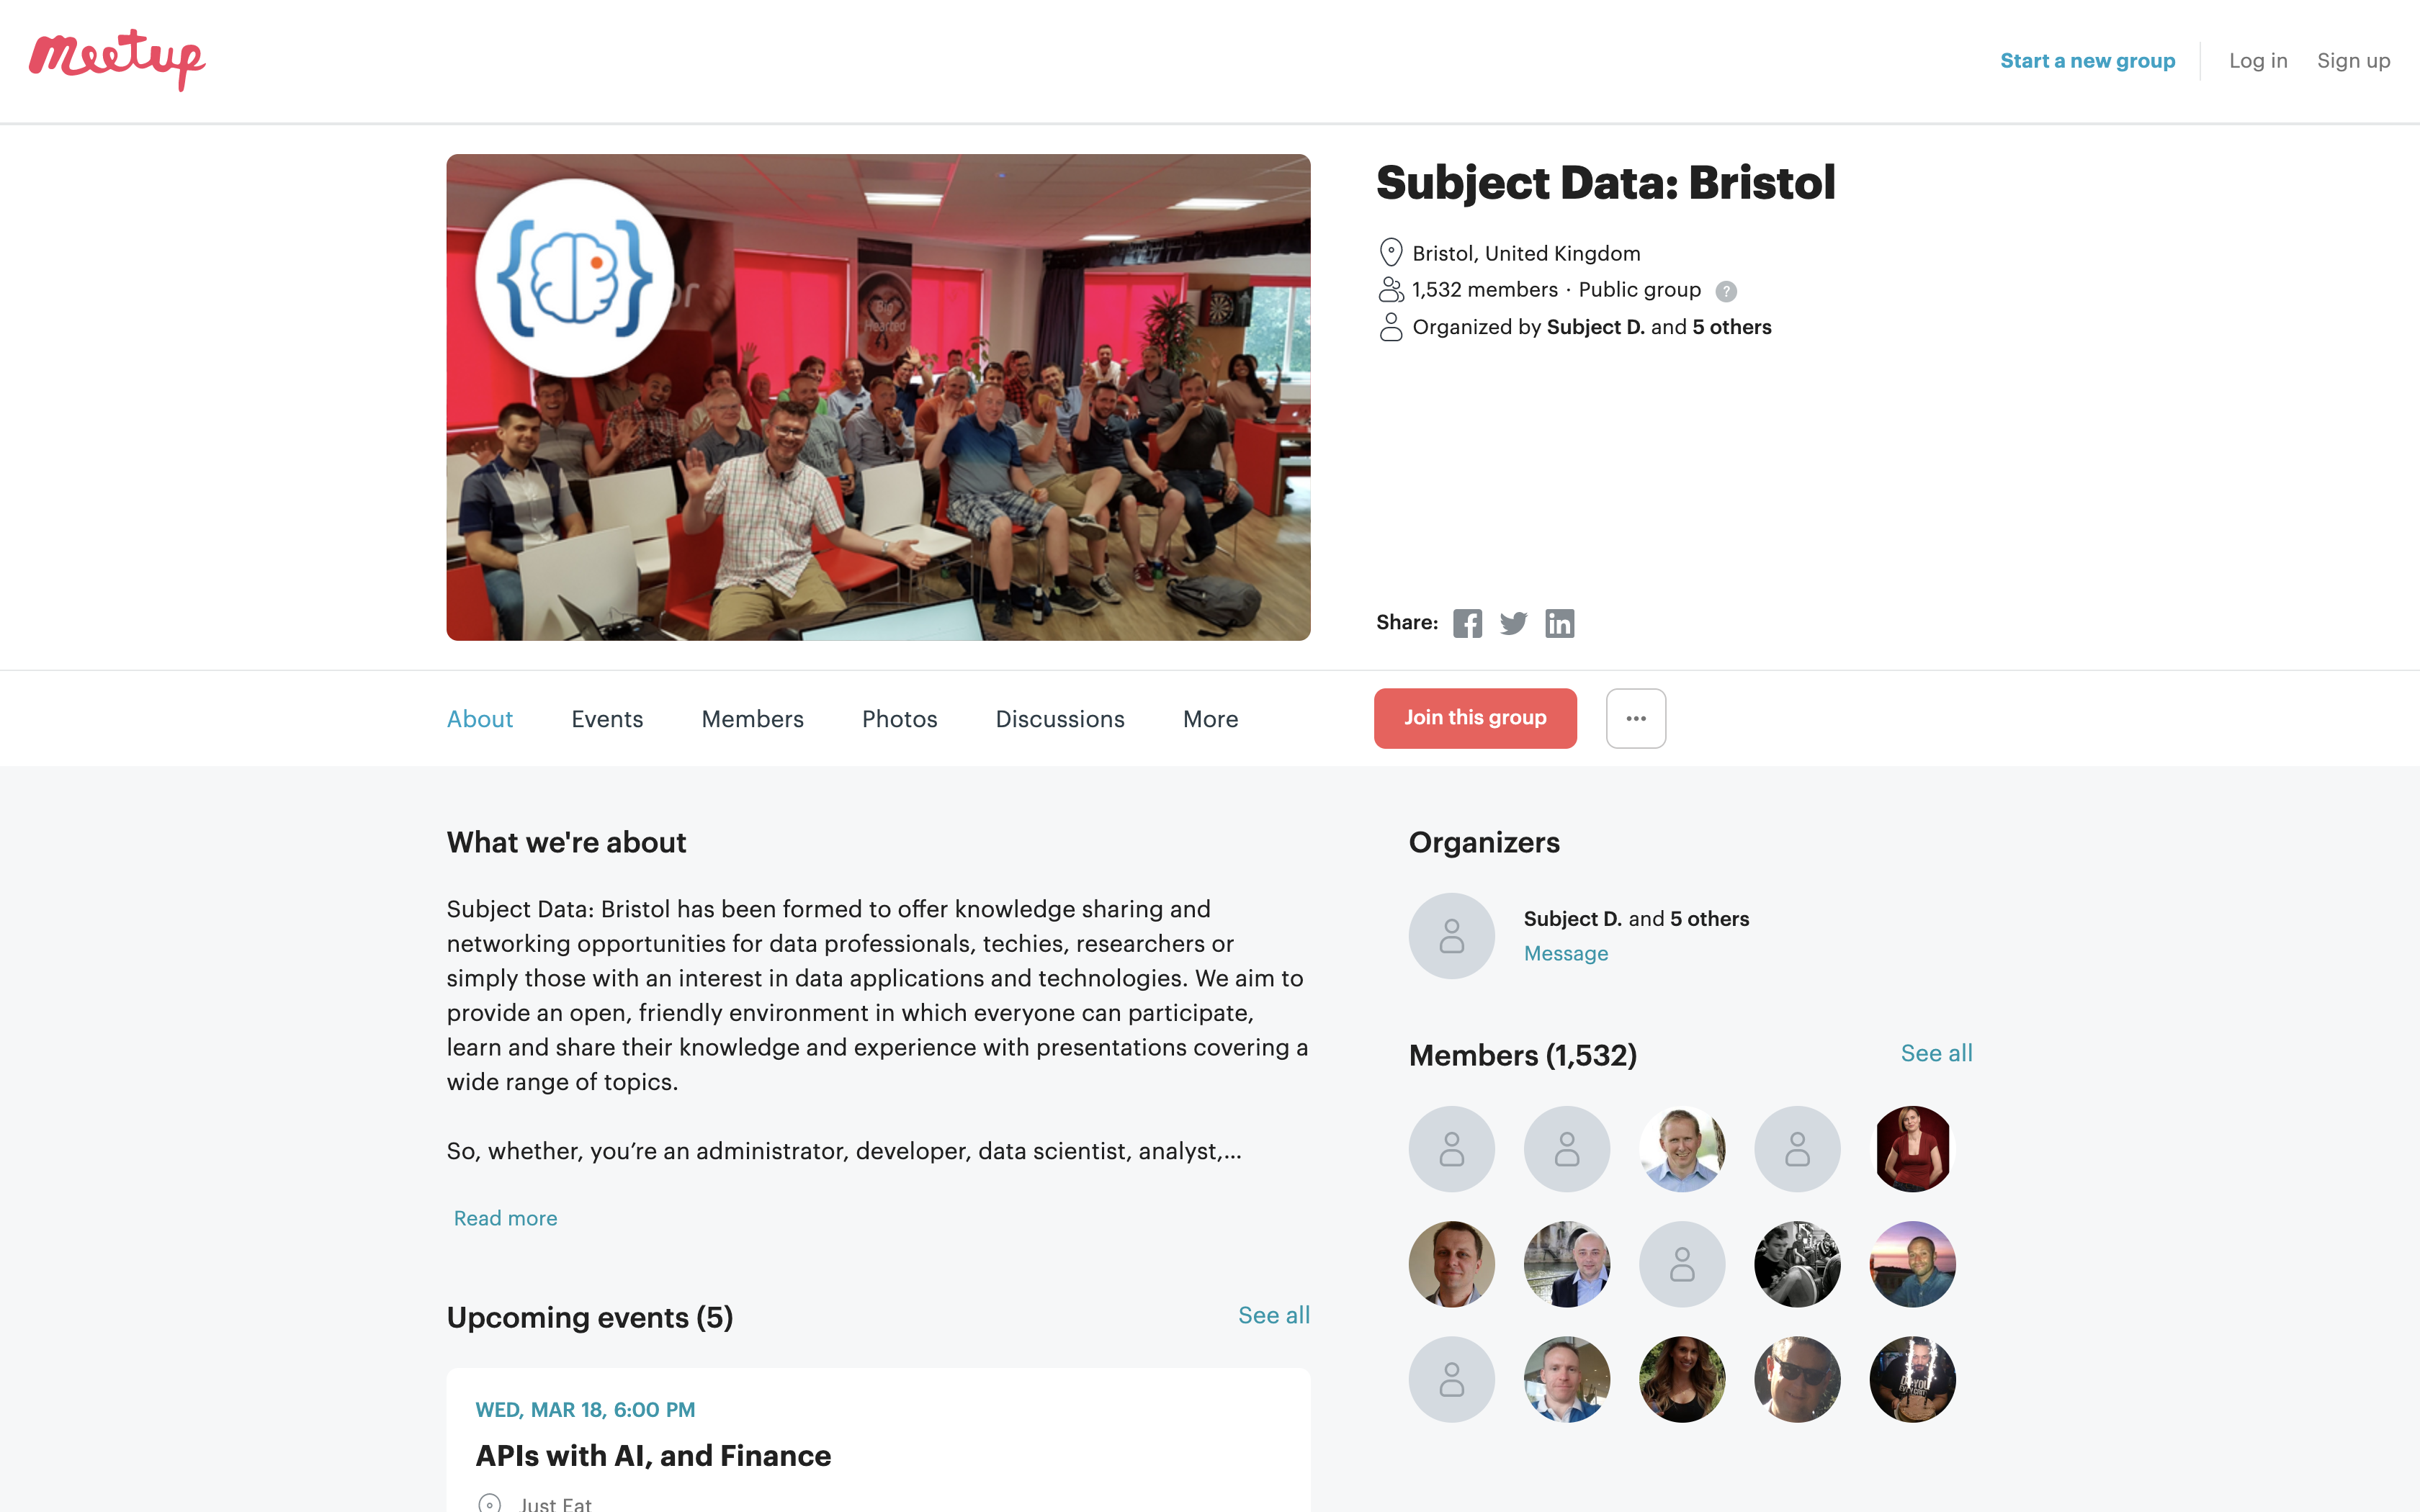 Meetup
Start a new group
Log in
Sign up
Big
Hearted
Subject Data: Bristol
Bristol, United Kingdom
1,532 members · Public group ?
Organized by Subject D. and 5 others
Share:
About
Events
Members
Photos
Discussions
More
Join this group
What we're about
Subject Data: Bristol has been formed to offer knowledge sharing and
networking opportunities for data professionals, techies, researchers or
simply those with an interest in data applications and technologies. We aim to
provide an open, friendly environment in which everyone can participate,
learn and share their knowledge and experience with presentations covering a
wide range of topics.
So, whether, you’re an administrator, developer, data scientist, analyst,...
Read more
Upcoming events (5)
See all
WED, MAR 18, 6:00 PM
APIs with AI, and Finance
Just Eat
Organizers
Subject D. and 5 others
Message
Members (1,532)
See all